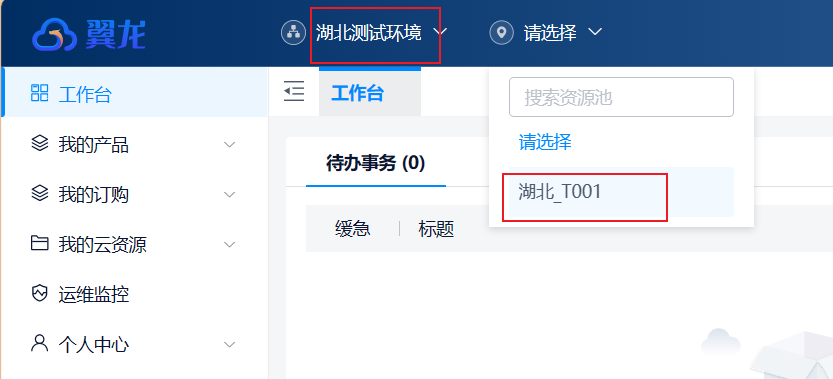 翼龙
湖北测试环境
请选择
工作台
我的产品
我的订购
我的云资源
运维监控
个人中心
工作台
搜索资源池
请选择
湖北_T001
待办事务 (0)
缓急
标题